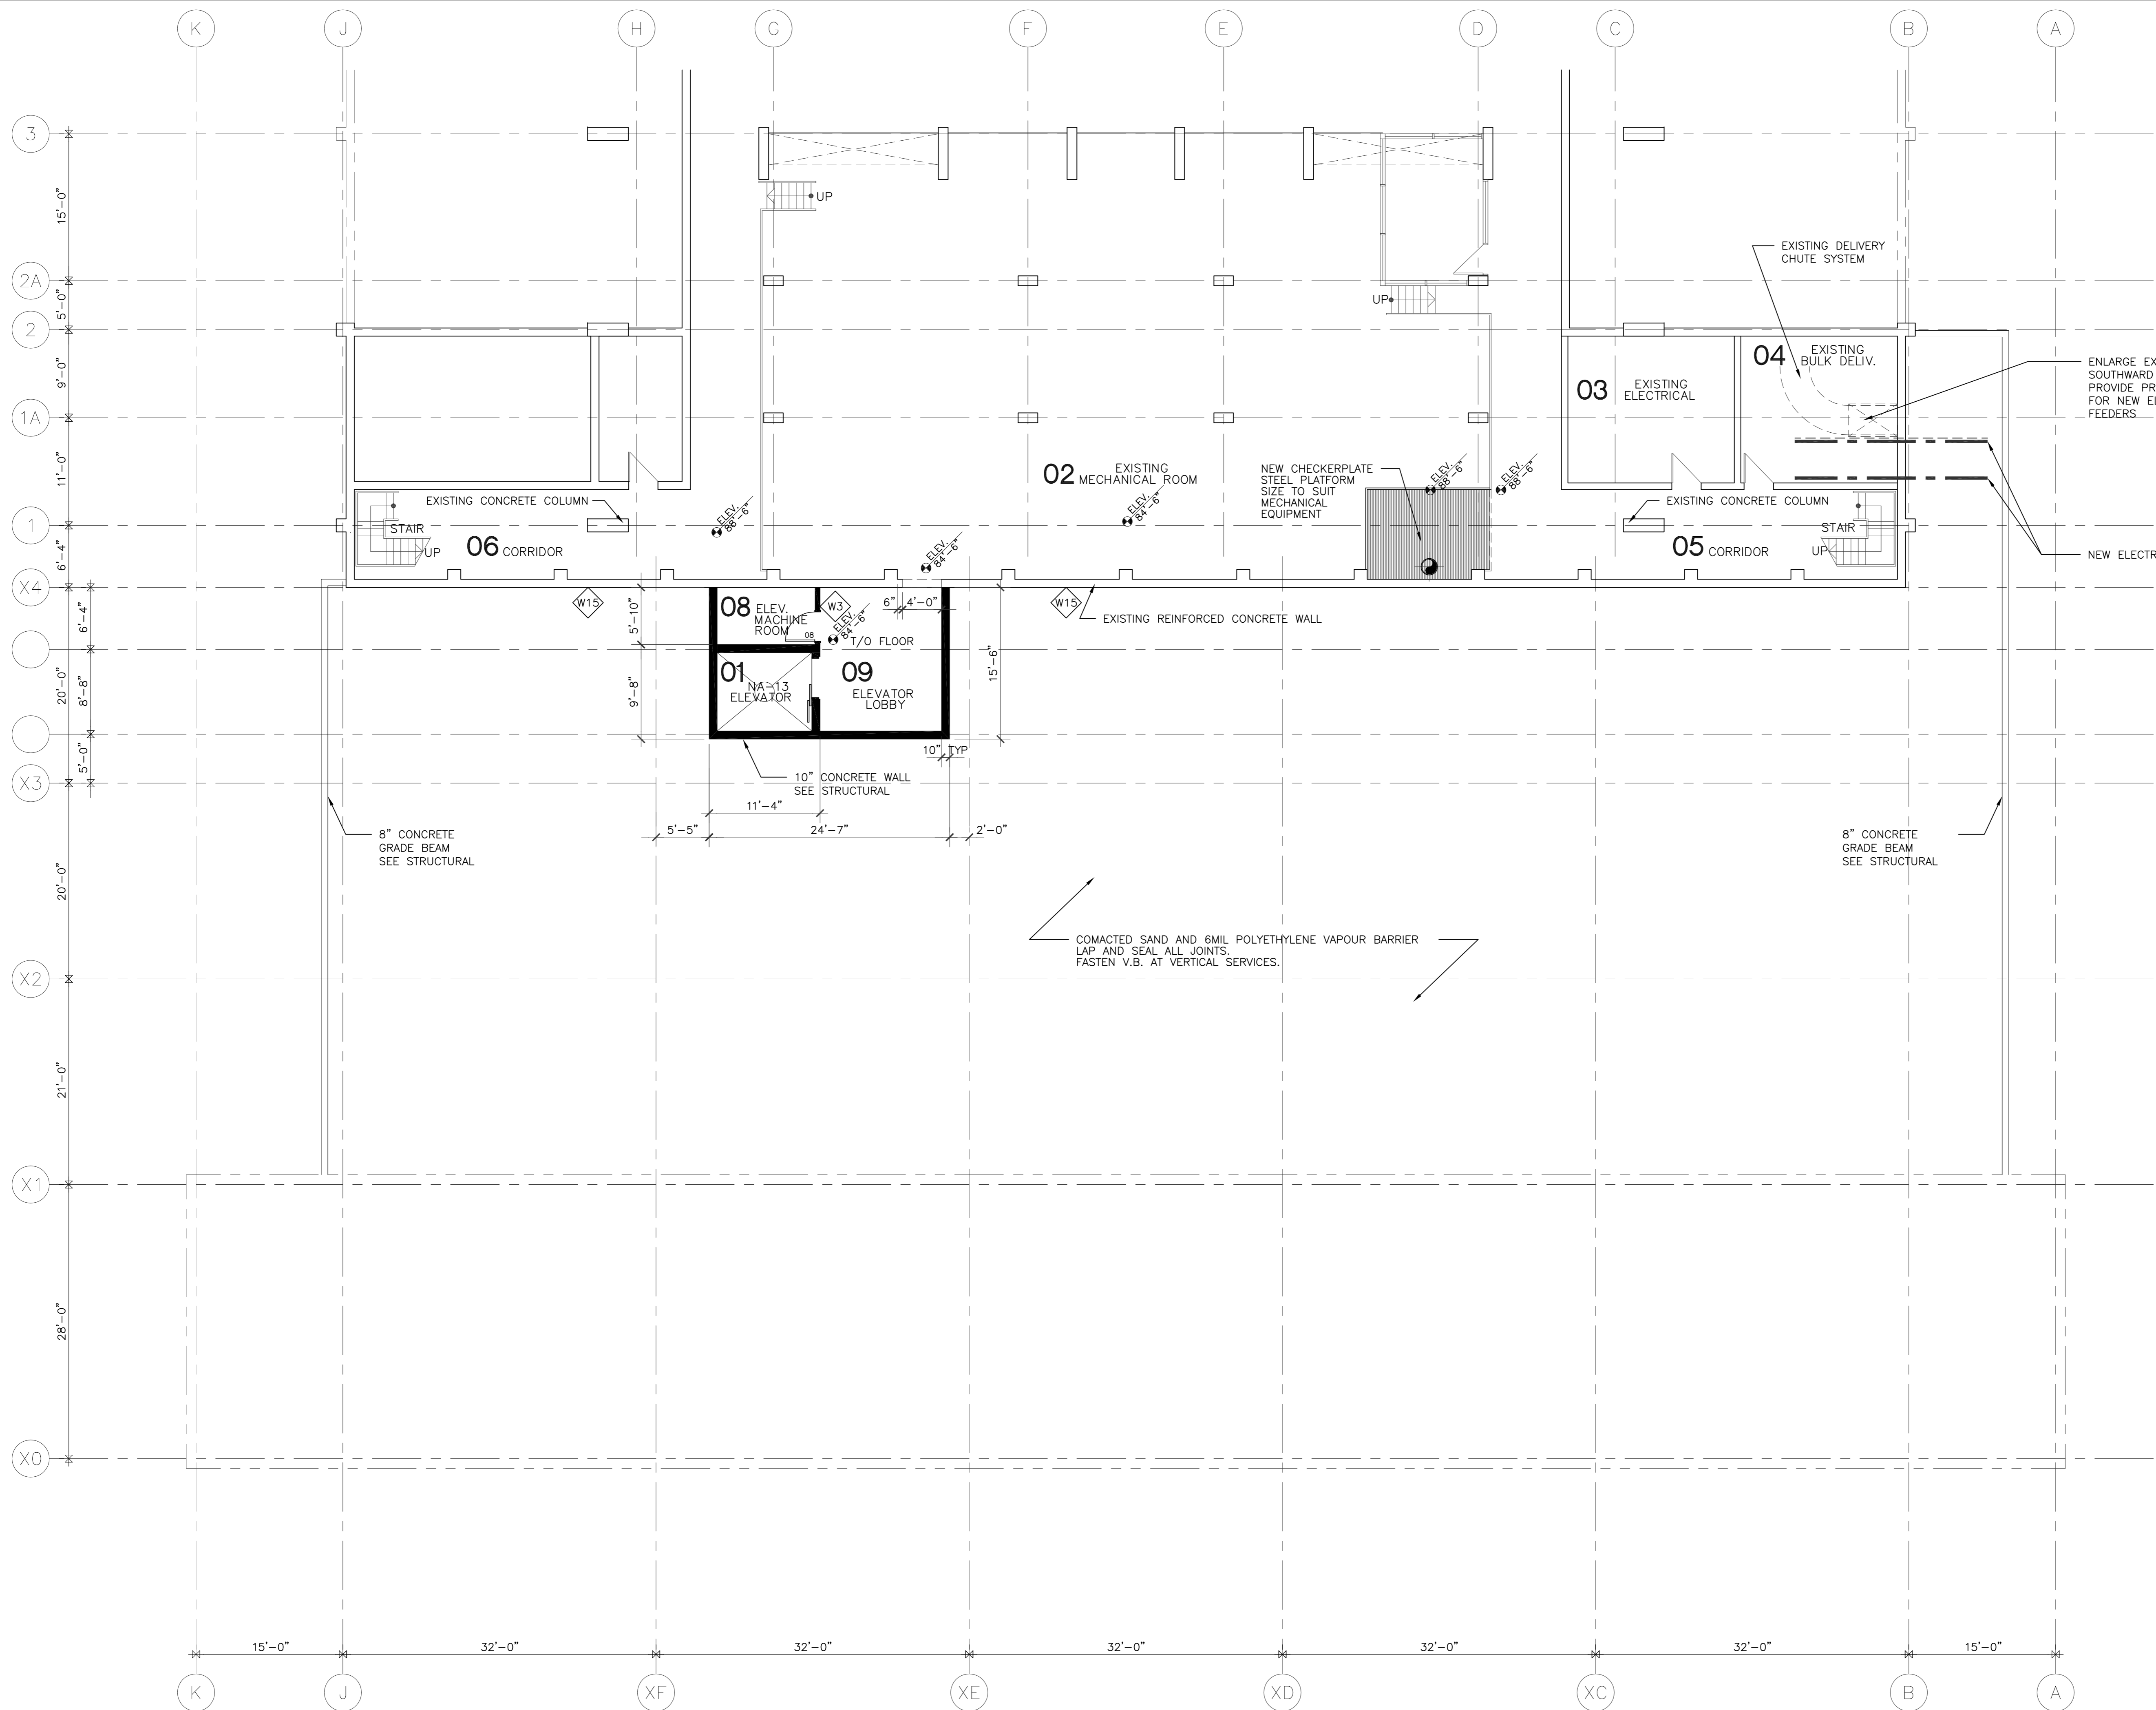 K
J
H
G
F
E
D
C
B
A
3
15'-0"
UP
EXISTING DELIVERY
CHUTE SYSTEM
2A
5'-0"
UP
2
9'-0"
04
EXISTING
BULK DELIV.
03
EXISTING
ELECTRICAL
ENLARGE EX
SOUTHWARD
PROVIDE PR
FOR NEW EL
FEEDERS
1A
11'-0"
02
EXISTING
MECHANICAL ROOM
NEW CHECKERPLATE
STEEL PLATFORM
SIZE TO SUIT
MECHANICAL
EQUIPMENT
ELEV.
88'-6"
ELEV.
88'-6"
EXISTING CONCRETE COLUMN
ELEV.
88'-6"
ELEV.
84'-6"
EXISTING CONCRETE COLUMN
1
STAIR
UP
06 CORRIDOR
6'-4"
ELEV.
84'-6"
05 CORRIDOR
STAIR
UP
NEW ELECTR
X4
W15
08 ELEV.
MACHINE
ROOM
08
W3
ELEV.
84'-6"
T/O FLOOR
6"
4'-0"
W15
EXISTING REINFORCED CONCRETE WALL
6'-4"
5'-10"
20'-0"
8'-8"
9'-8"
01
NA-13
ELEVATOR
09
ELEVATOR
LOBBY
15'-6"
5'-0"
10" TYP
X3
10" CONCRETE WALL
SEE STRUCTURAL
11'-4"
5'-5"
24'-7"
2'-0"
8" CONCRETE
GRADE BEAM
SEE STRUCTURAL
8" CONCRETE
GRADE BEAM
SEE STRUCTURAL
20'-0"
COMACTED SAND AND 6MIL POLYETHYLENE VAPOUR BARRIER
LAP AND SEAL ALL JOINTS.
FASTEN V.B. AT VERTICAL SERVICES.
X2
21'-0"
X1
28'-0"
X0
15'-0"
32'-0"
32'-0"
32'-0"
32'-0"
32'-0"
15'-0"
K
J
XF
XE
XD
XC
B
A